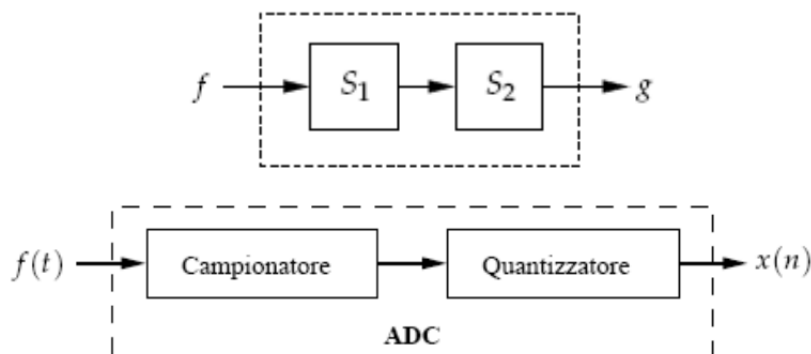 f S1 S2 g
f(t) Campionatore Quantizzatore x(n)
ADC